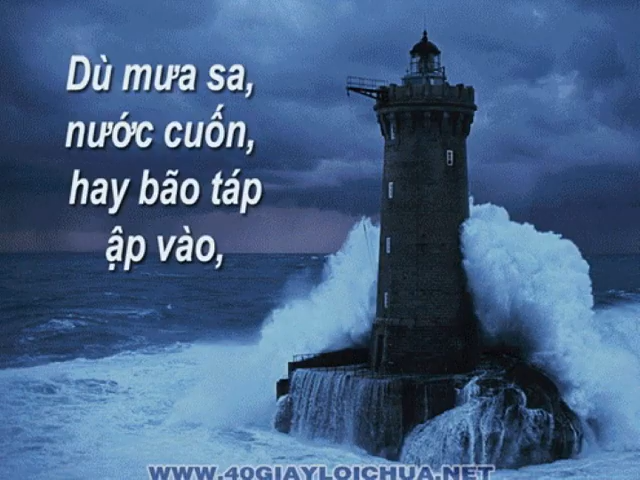 Dù mưa sa,
nước cuốn,
hay bão táp
ập vào,
WWW.40GIAYLOICHUA.NET